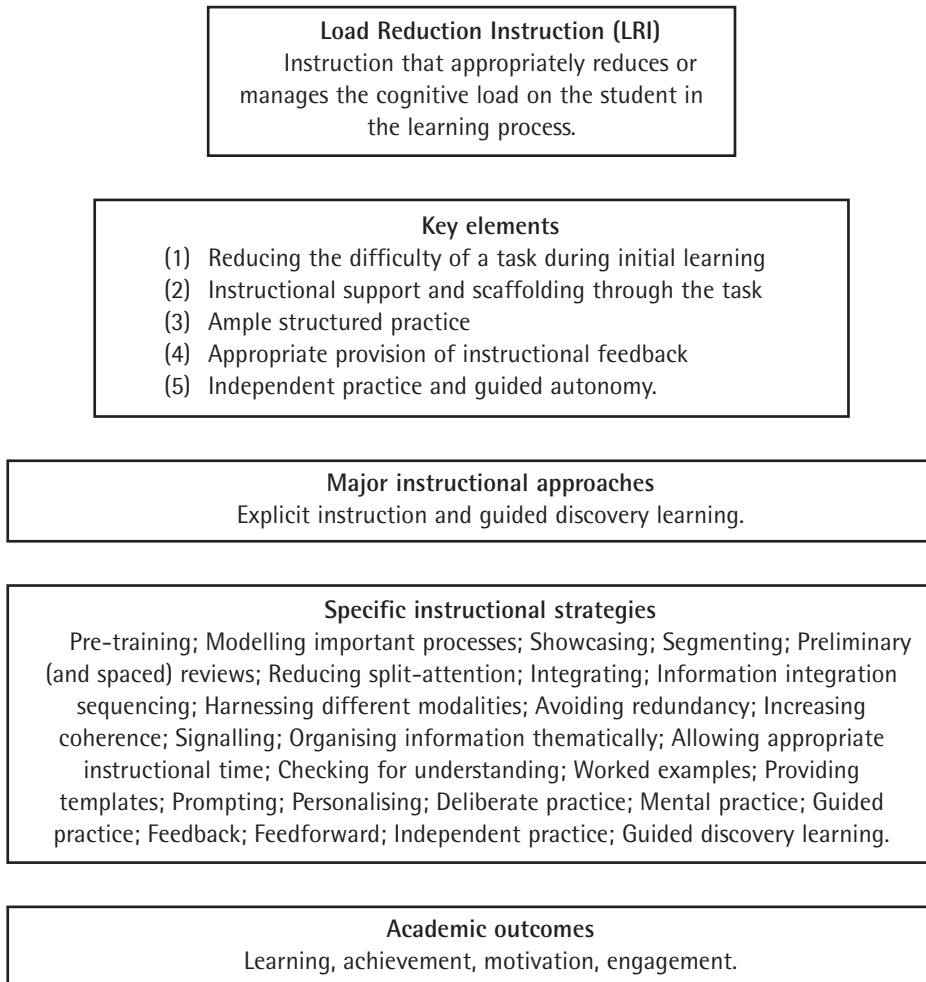 Load Reduction Instruction (LRI)
Instruction that appropriately reduces or
manages the cognitive load on the student in
the learning process.
Key elements
(1) Reducing the difficulty of a task during initial learning
(2) Instructional support and scaffolding through the task
(3) Ample structured practice
(4) Appropriate provision of instructional feedback
(5) Independent practice and guided autonomy.
Major instructional approaches
Explicit instruction and guided discovery learning.
Specific instructional strategies
Pre-training; Modelling important processes; Showcasing; Segmenting; Preliminary
(and spaced) reviews; Reducing split-attention; Integrating; Information integration
sequencing; Harnessing different modalities; Avoiding redundancy; Increasing
coherence; Signalling; Organising information thematically; Allowing appropriate
instructional time; Checking for understanding; Worked examples; Providing
templates; Prompting; Personalising; Deliberate practice; Mental practice; Guided
practice; Feedback; Feedforward; Independent practice; Guided discovery learning.
Academic outcomes
Learning, achievement, motivation, engagement.